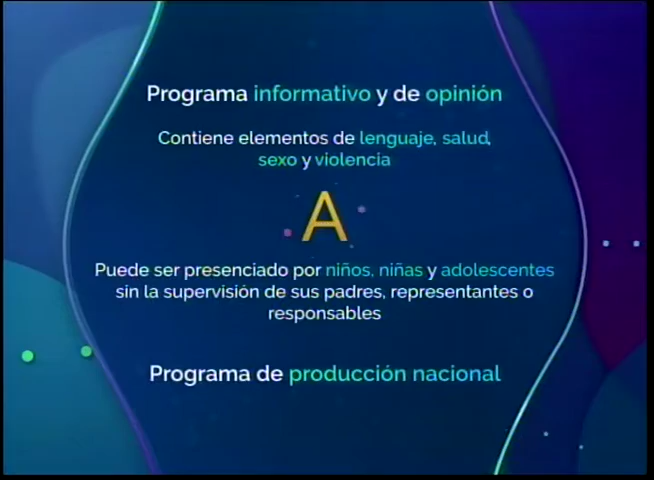 Programa informativo y de opinión
Contiene elementos de lenguaje, salud,
sexo y violencia
A
Puede ser presenciado por niños, niñas y adolescentes
sin la supervisión de sus padres, representantes o
responsables
Programa de producción nacional